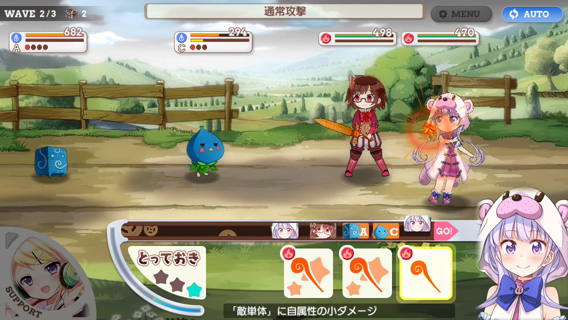 WAVE 2/3 2
通常攻撃
MENU
AUTO
682
A
294
C
498
470
A C GO!
とっておき
SUPPORT
「敵単体」に自属性の小ダメージ